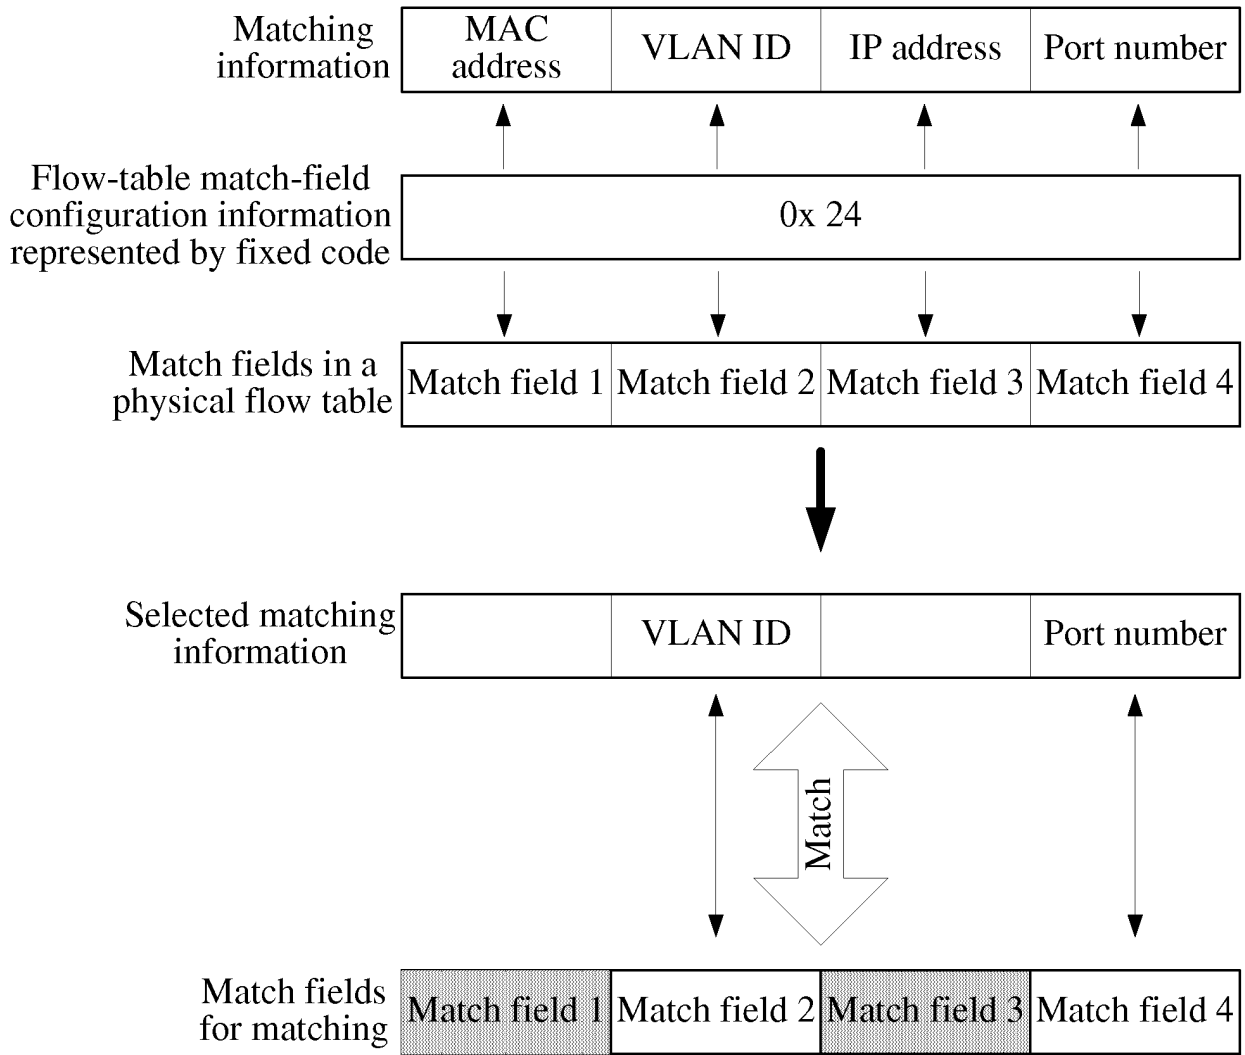 Matching
information
MAC
address
VLAN ID
IP address
Port number
Flow-table match-field
configuration information
represented by fixed code
0x 24
Match fields in a
physical flow table
Match field 1
Match field 2
Match field 3
Match field 4
Selected matching
information
VLAN ID
Port number
Match
Match fields
for matching
Match field 1
Match field 2
Match field 3
Match field 4